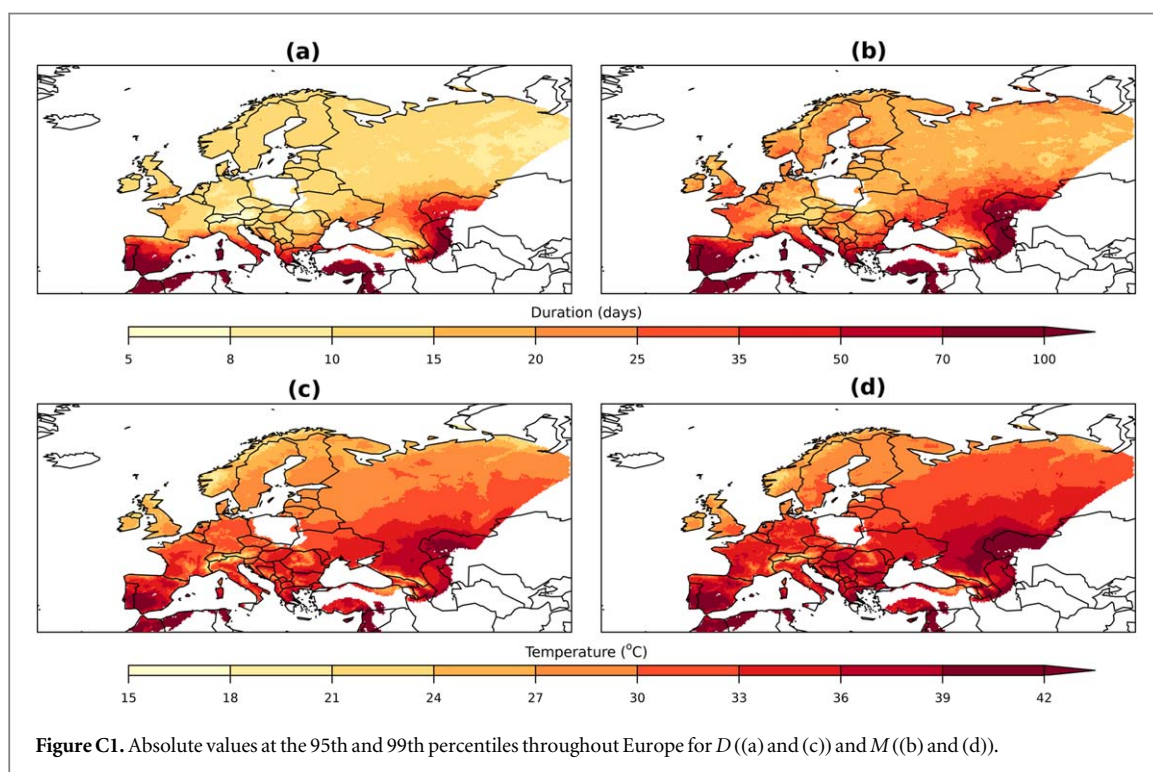 (a) (b)
Duration (days)
5 8 10 15 20 25 35 50 70 100
(c) (d)
Temperature (°C)
15 18 21 24 27 30 33 36 39 42
Figure C1. Absolute values at the 95th and 99th percentiles throughout Europe for D ((a) and (c)) and M ((b) and (d)).